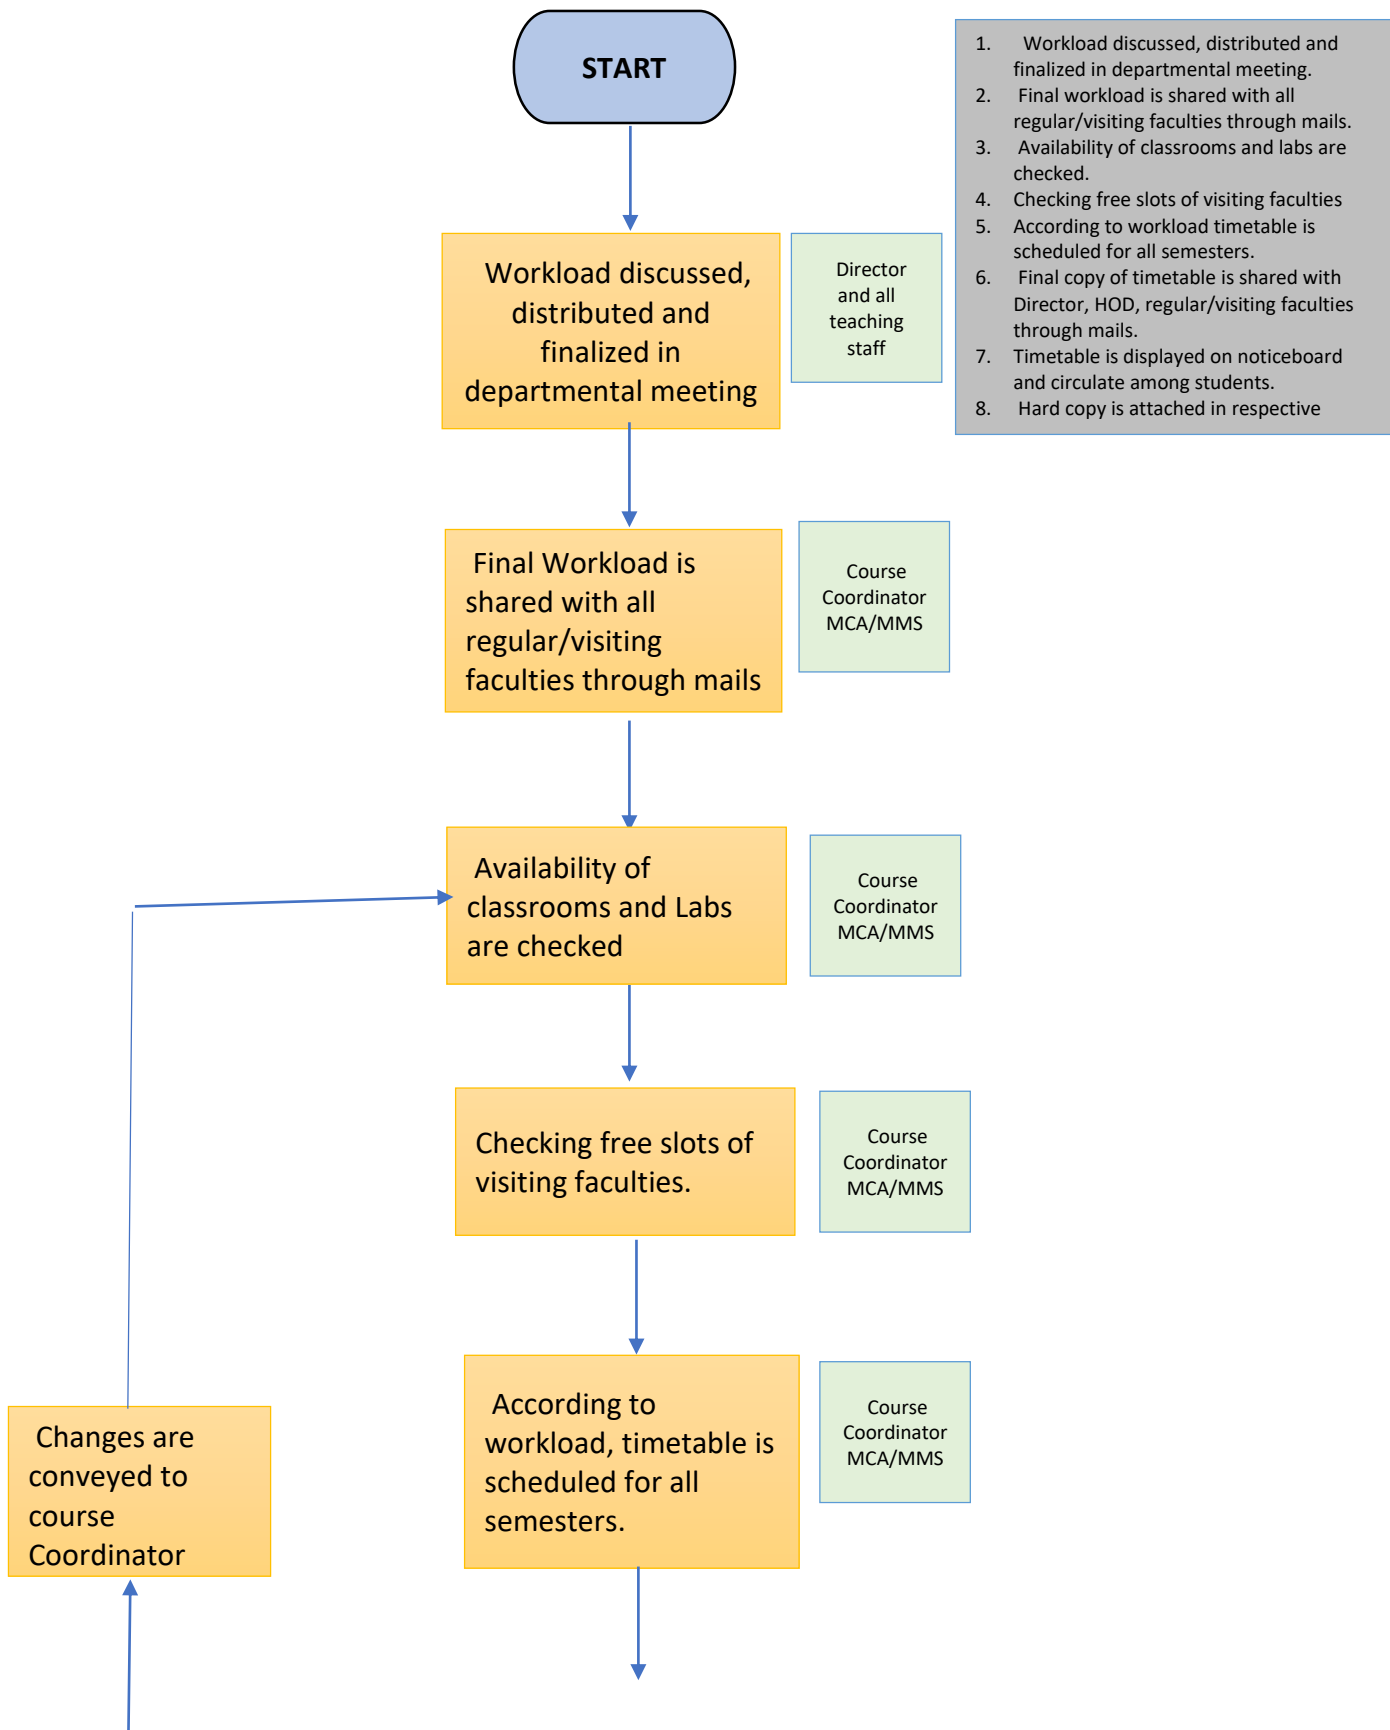 START
1. Workload discussed, distributed and
finalized in departmental meeting.
2. Final workload is shared with all
regular/visiting faculties through mails.
3. Availability of classrooms and labs are
checked.
4. Checking free slots of visiting faculties
5. According to workload timetable is
scheduled for all semesters.
6. Final copy of timetable is shared with
Director, HOD, regular/visiting faculties
through mails.
7. Timetable is displayed on noticeboard
and circulate among students.
8. Hard copy is attached in respective
Workload discussed,
distributed and
finalized in
departmental meeting
Director
and all
teaching
staff
Final Workload is
shared with all
regular/visiting
faculties through mails
Course
Coordinator
MCA/MMS
Availability of
classrooms and Labs
are checked
Course
Coordinator
MCA/MMS
Checking free slots of
visiting faculties.
Course
Coordinator
MCA/MMS
According to
workload, timetable is
scheduled for all
semesters.
Course
Coordinator
MCA/MMS
Changes are
conveyed to
course
Coordinator